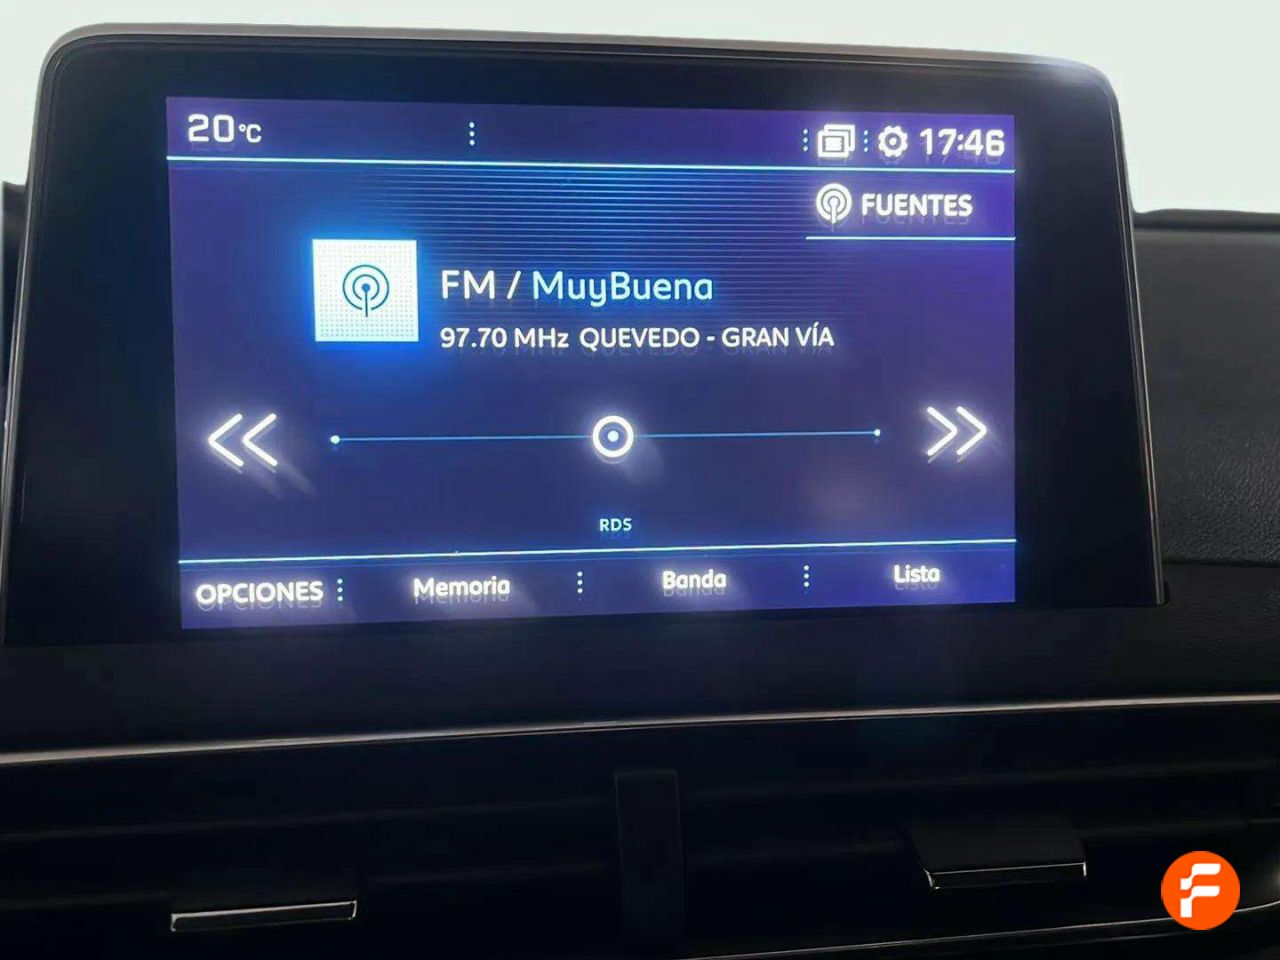 20°C
17:46
FUENTES
FM / MuyBuena
97.70 MHz QUEVEDO - GRAN VÍA
RDS
OPCIONES Memoria Banda Lista
F